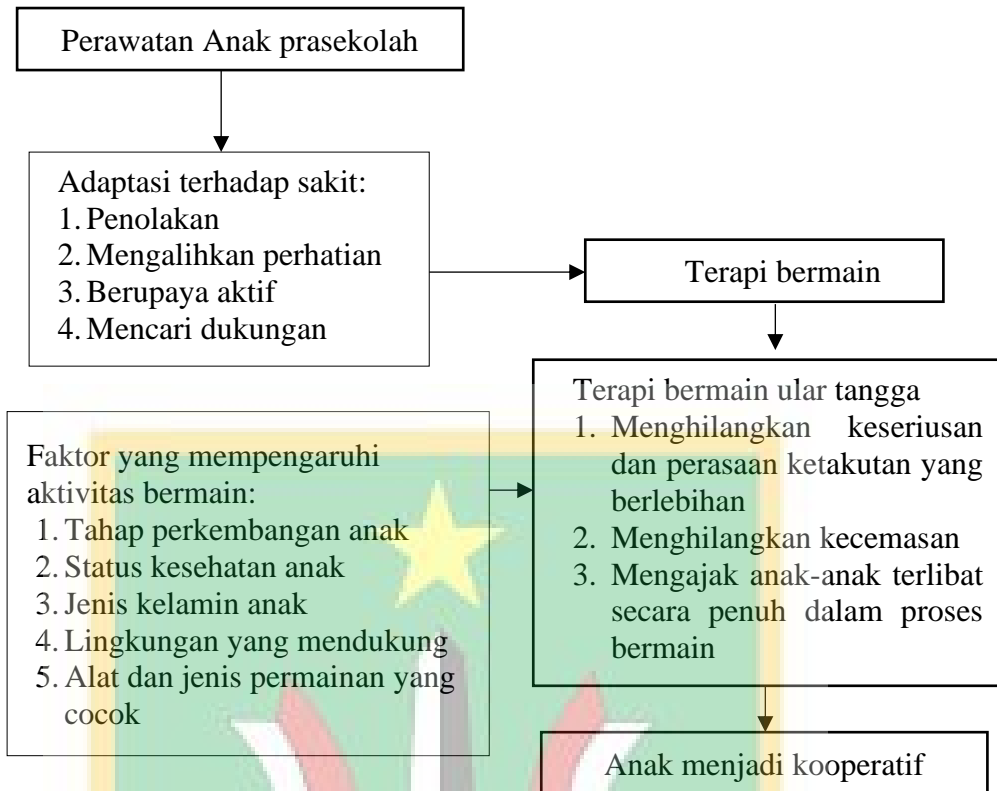 Perawatan Anak prasekolah
Adaptasi terhadap sakit:
1. Penolakan
2. Mengalihkan perhatian
3. Berupaya aktif
4. Mencari dukungan
Terapi bermain
Terapi bermain ular tangga
1. Menghilangkan keseriusan
dan perasaan ketakutan yang
berlebihan
2. Menghilangkan kecemasan
3. Mengajak anak-anak terlibat
secara penuh dalam proses
bermain
Faktor yang mempengaruhi
aktivitas bermain:
1. Tahap perkembangan anak
2. Status kesehatan anak
3. Jenis kelamin anak
4. Lingkungan yang mendukung
5. Alat dan jenis permainan yang
cocok
Anak menjadi kooperatif